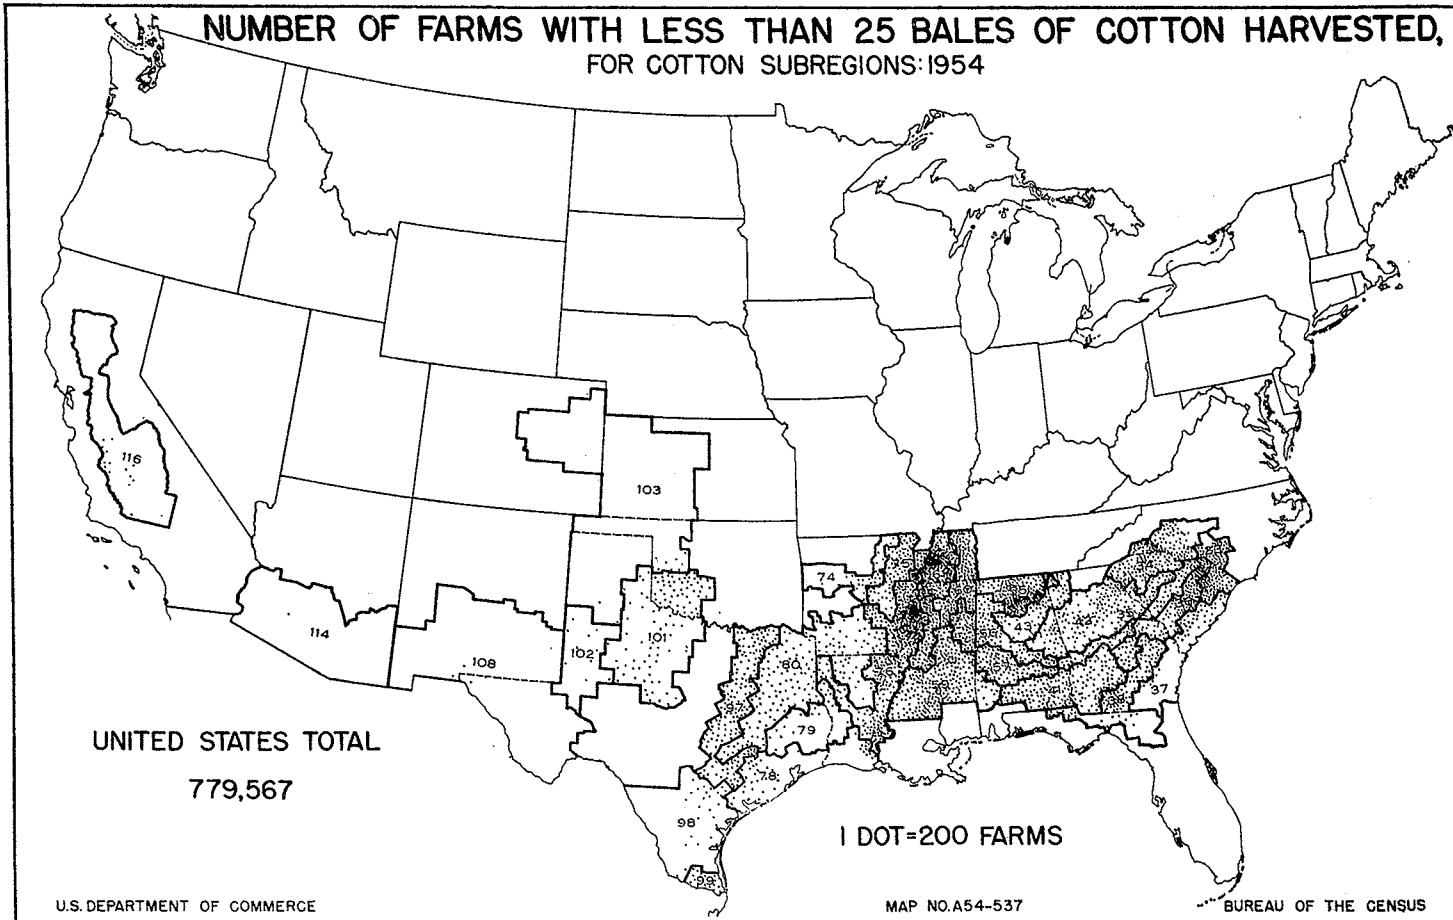 NUMBER OF FARMS WITH LESS THAN 25 BALES OF COTTON HARVESTED,
FOR COTTON SUBREGIONS: 1954
116
103
74
114
108
102
101
80
43
37
79
78
98
99
UNITED STATES TOTAL
779,567
1 DOT=200 FARMS
U.S. DEPARTMENT OF COMMERCE
MAP NO. A54-537
BUREAU OF THE CENSUS